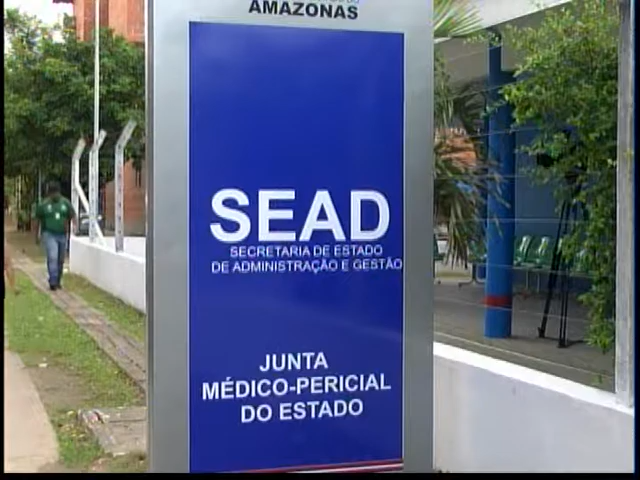 AMAZONAS
SEAD
SECRETARIA DE ESTADO
DE ADMINISTRAÇÃO E GESTÃO
JUNTA
MÉDICO-PERICIAL
DO ESTADO